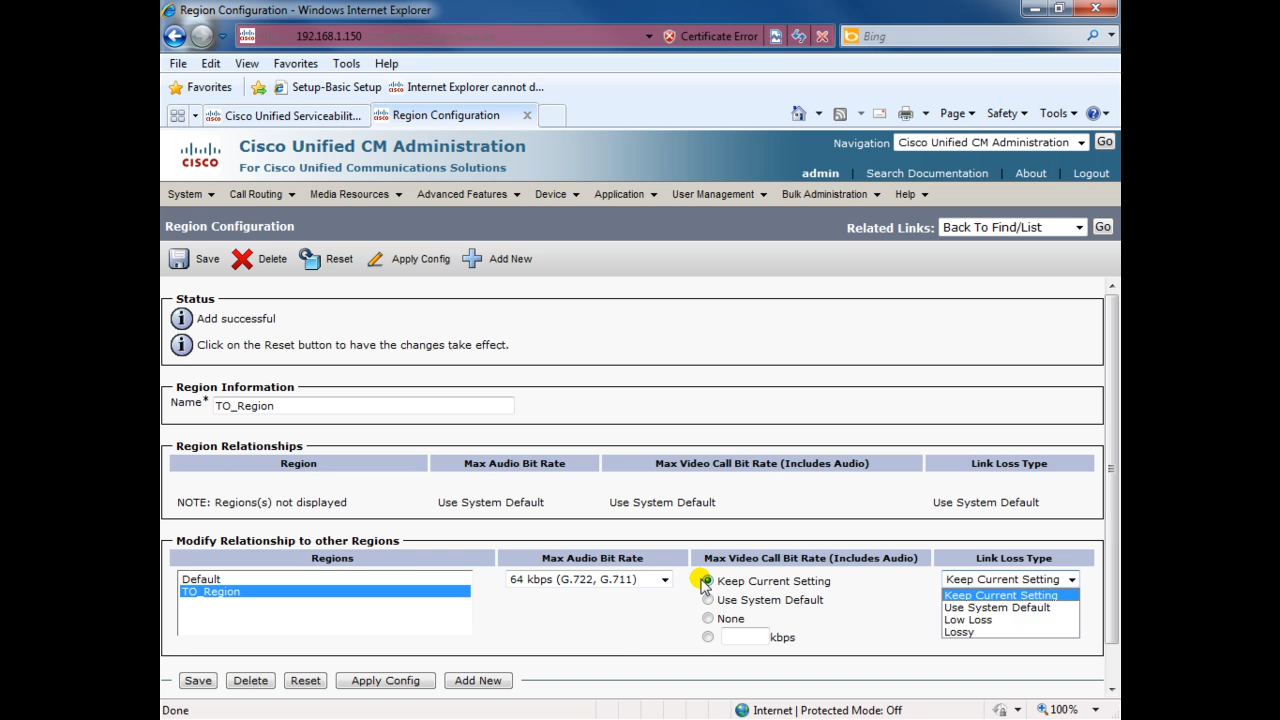 Region Configuration - Windows Internet Explorer
192.168.1.150
Certificate Error
Bing
File Edit View Favorites Tools Help
Favorites
Setup-Basic Setup
Internet Explorer cannot d...
Cisco Unified Serviceabilit...
Region Configuration
Page
Safety
Tools
CISCO
Cisco Unified CM Administration
For Cisco Unified Communications Solutions
Navigation Cisco Unified CM Administration Go
admin | Search Documentation | About | Logout
System Call Routing Media Resources Advanced Features Device Application User Management Bulk Administration Help
Region Configuration
Related Links: Back To Find/List Go
Save Delete Reset Apply Config Add New
Status
Add successful
Click on the Reset button to have the changes take effect.
Region Information
Name* TO_Region
Region Relationships
Region Max Audio Bit Rate Max Video Call Bit Rate (Includes Audio) Link Loss Type
NOTE: Regions(s) not displayed Use System Default Use System Default Use System Default
Modify Relationship to other Regions
Regions Max Audio Bit Rate Max Video Call Bit Rate (Includes Audio) Link Loss Type
Default
TO_Region
64 kbps (G.722, G.711)
Keep Current Setting
Use System Default
None
kbps
Keep Current Setting
Keep Current Setting
Use System Default
Low Loss
Lossy
Save Delete Reset Apply Config Add New
Done
Internet | Protected Mode: Off
100%